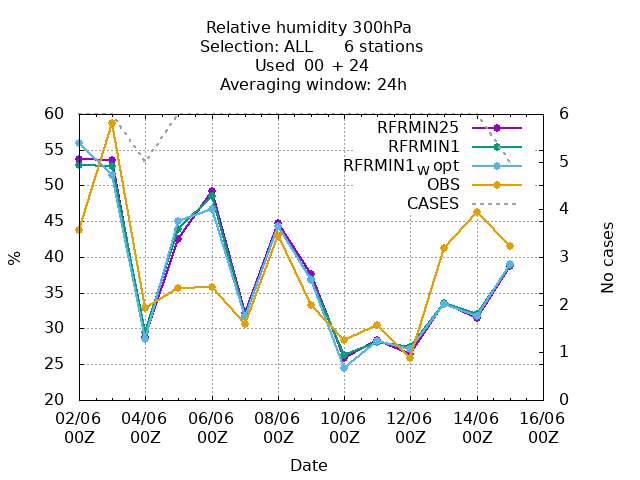 Relative humidity 300hPa
Selection: ALL 6 stations
Used 00 + 24
Averaging window: 24h
60 6
RFRMIN25
55
RFRMIN1
50 5
RFRMIN1w opt
OBS
45 4
CASES
%
40 3
No cases
35
30 2
25 1
20 0
02/06 04/06 06/06 08/06 10/06 12/06 14/06 16/06
00Z 00Z 00Z 00Z 00Z 00Z 00Z 00Z
Date